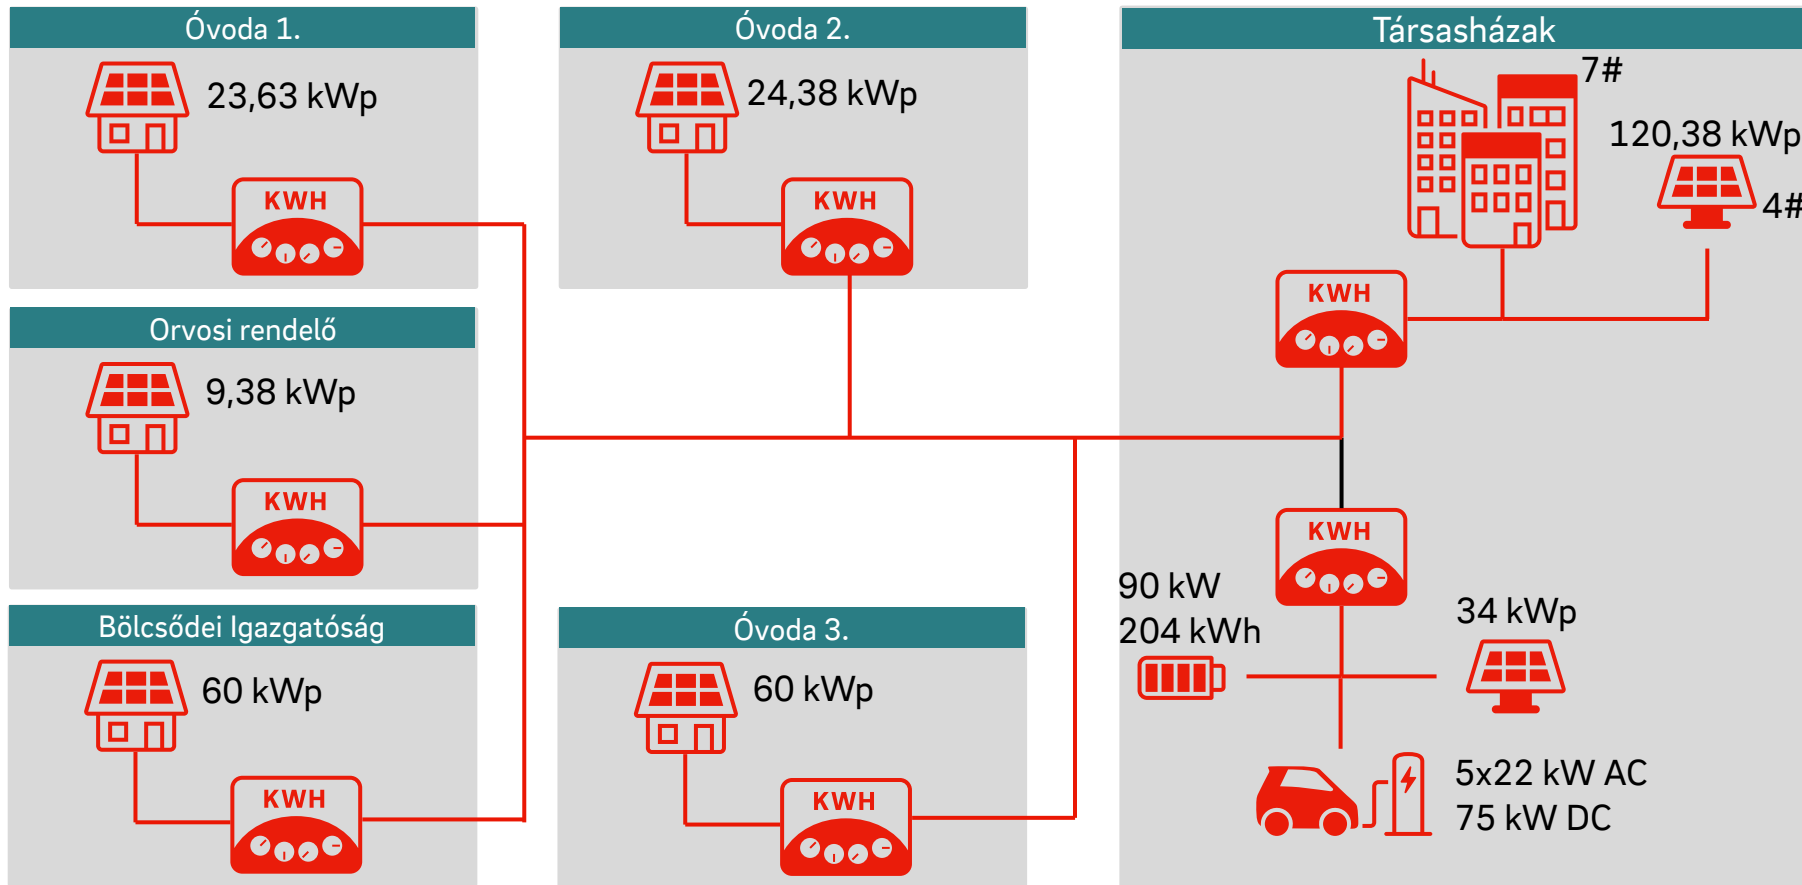 Óvoda 1.
23,63 kWp
KWH
Óvoda 2.
24,38 kWp
KWH
Orvosi rendelő
9,38 kWp
KWH
Bölcsődei Igazgatóság
60 kWp
KWH
Óvoda 3.
60 kWp
KWH
Társasházak
7#
120,38 kWp
4#
KWH
KWH
90 kW
204 kWh
34 kWp
5x22 kW AC
75 kW DC